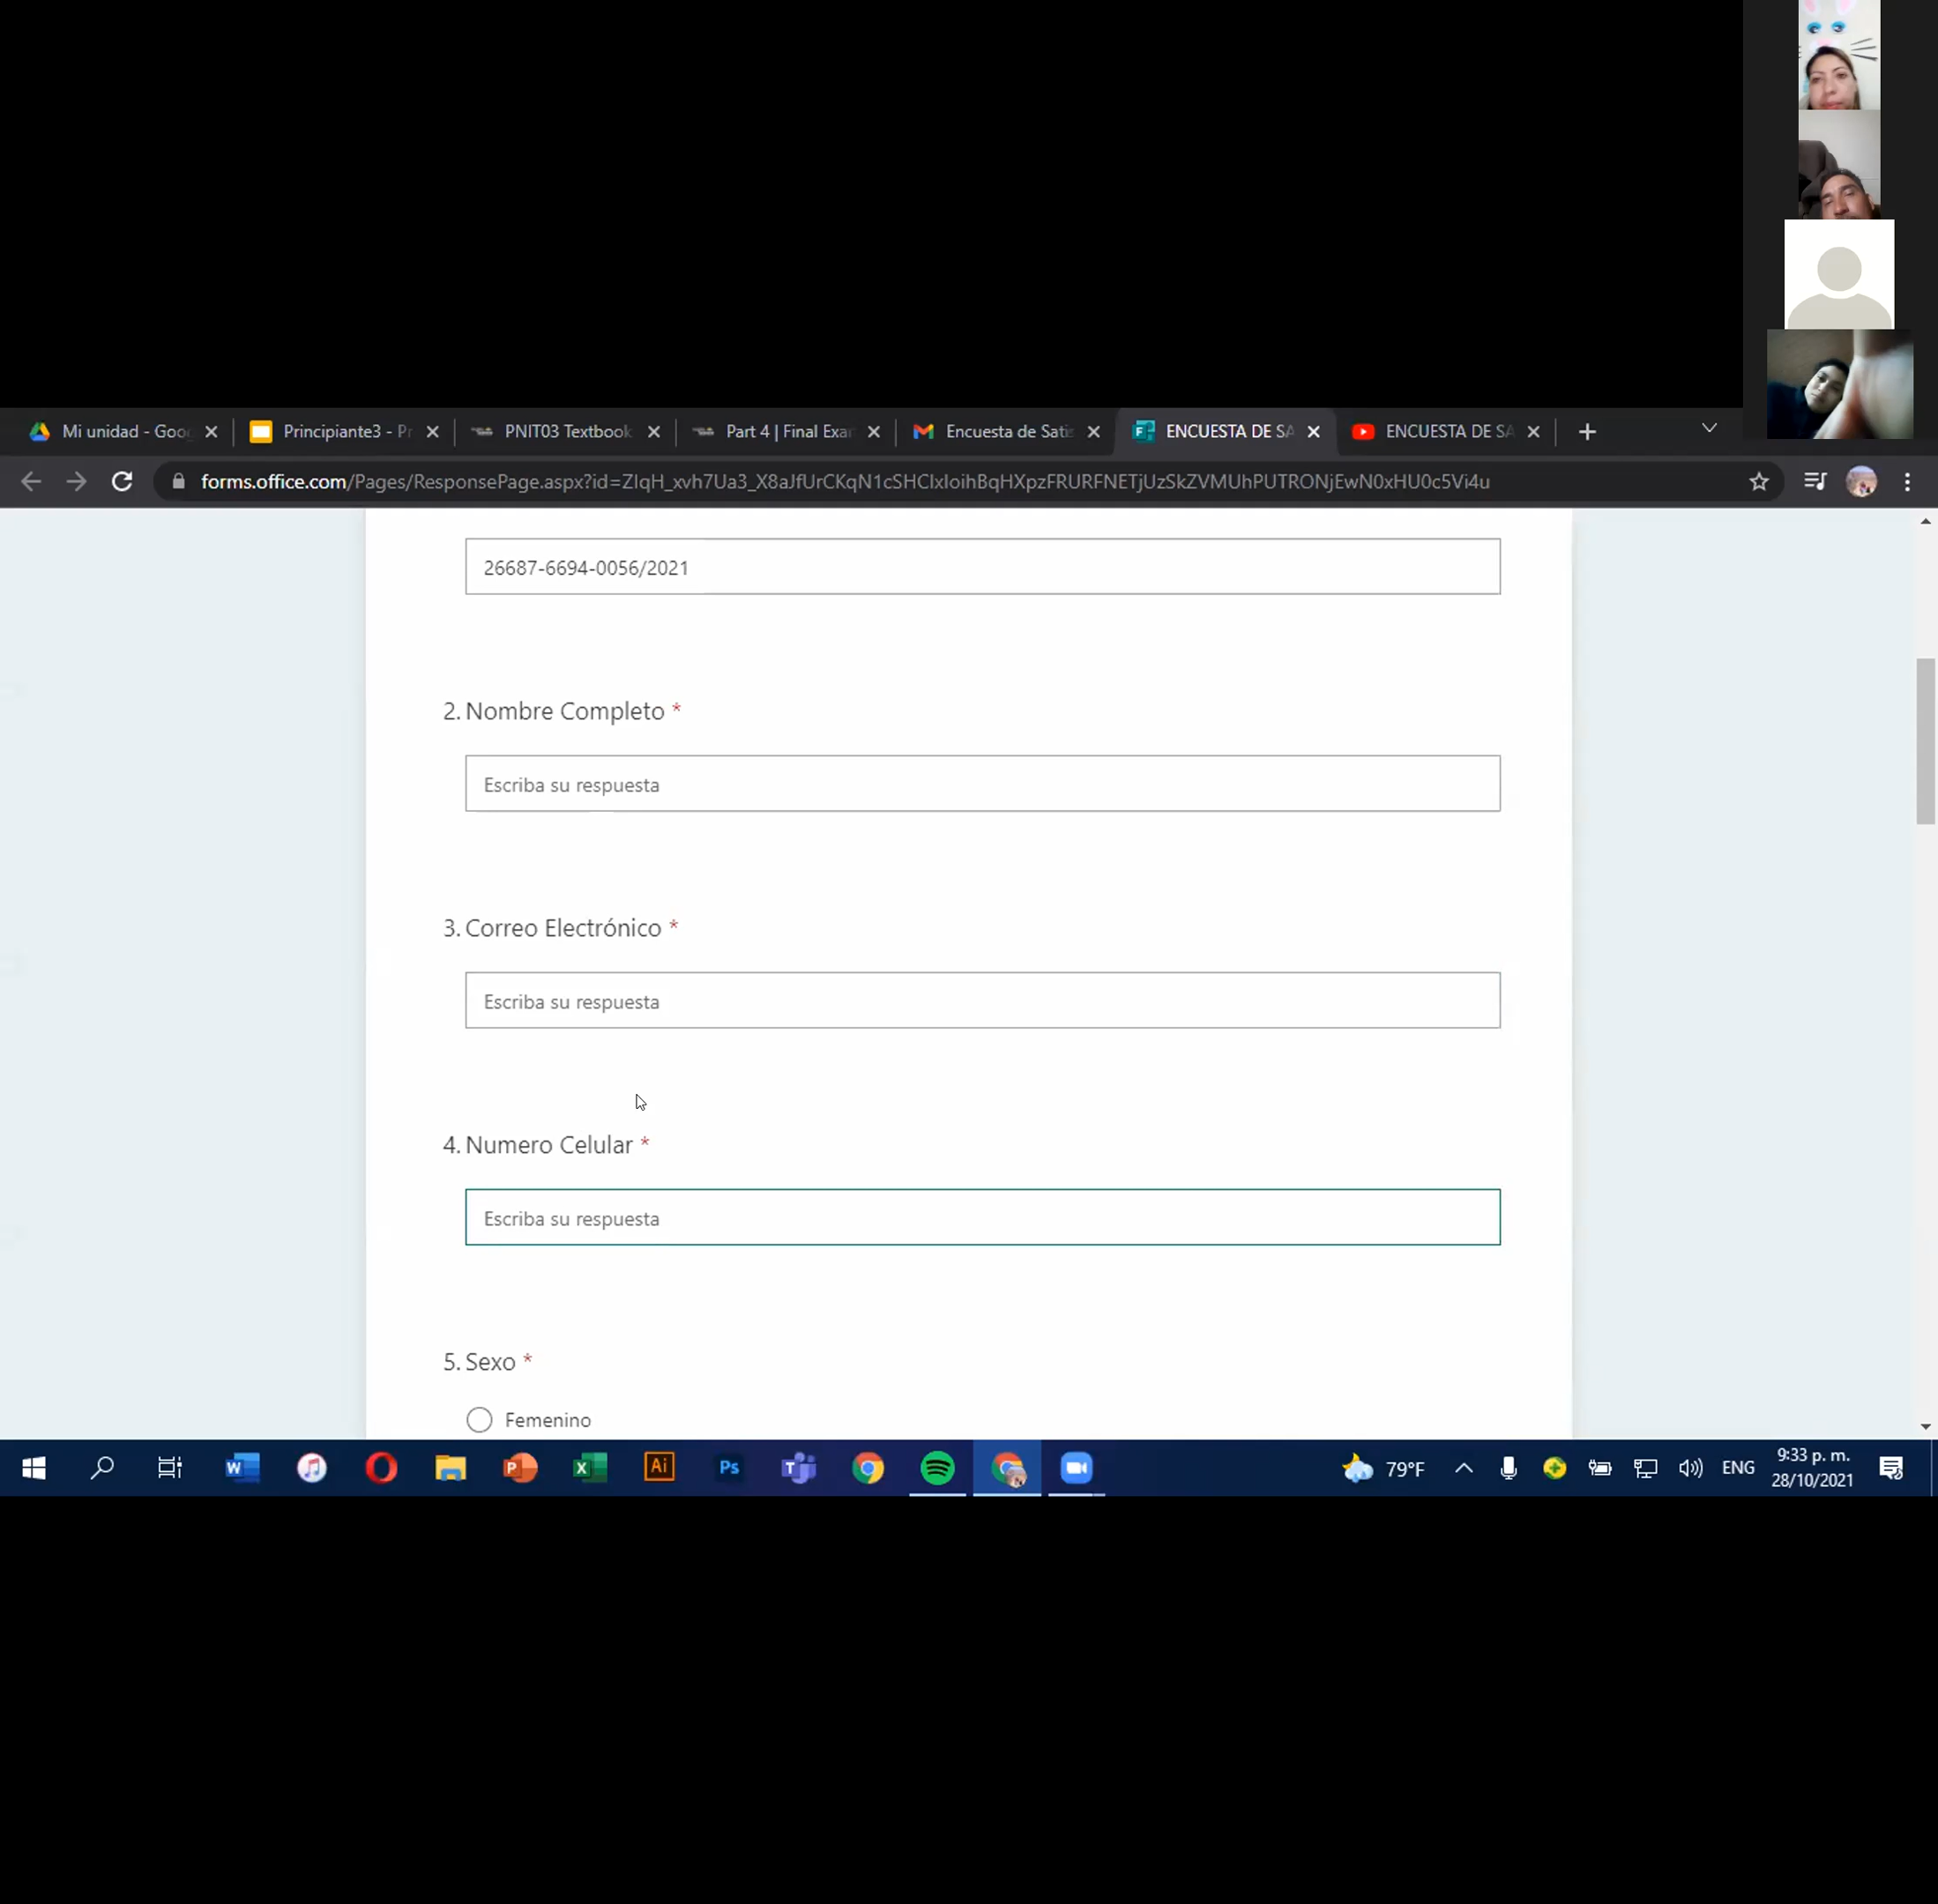 Mi unidad - Goo
Principiante3 - Pr
PNIT03 Textbook
Part 4 | Final Exa
Encuesta de Satis
ENCUESTA DE SA
ENCUESTA DE SA
forms.office.com/Pages/ResponsePage.aspx?id=ZIqH_xvh7Ua3_X8aJfUrCKqN1cSHCIxIoihBqHXpzFRURFNETjUzSkZVMUhPUTRONjEwN0xHU0c5Vi4u
26687-6694-0056/2021
2. Nombre Completo *
Escriba su respuesta
3. Correo Electrónico *
Escriba su respuesta
4. Numero Celular *
Escriba su respuesta
5. Sexo *
Femenino
79°F
ENG
9:33 p. m.
28/10/2021